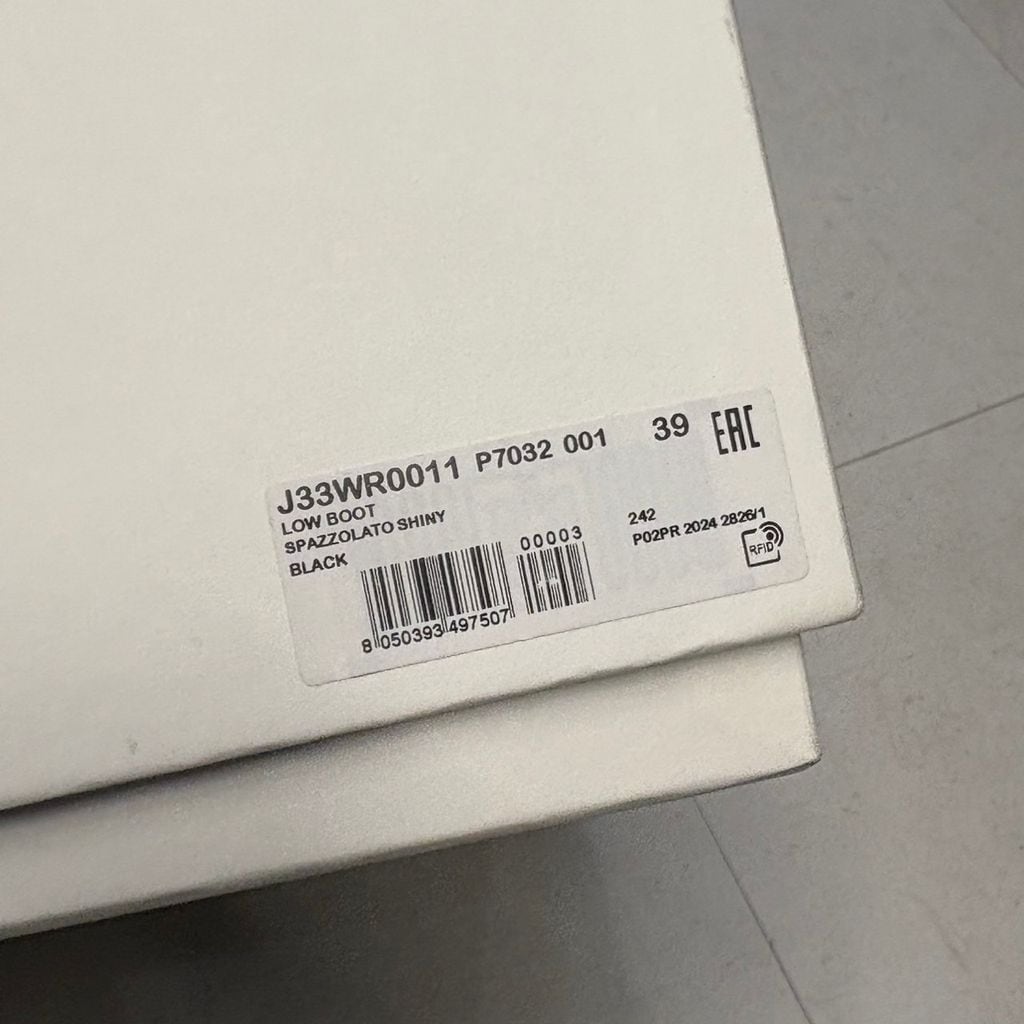 J33WR0011 P7032 001 39 EAC
LOW BOOT
SPAZZOLATO SHINY
BLACK
00003
242
P02PR 2024 2826/1
RFID
8 050393 497507